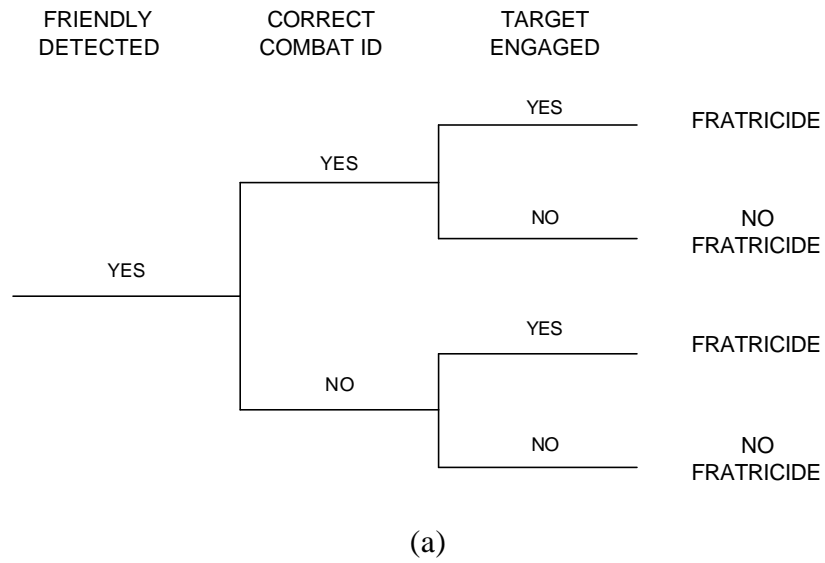 FRIENDLY
DETECTED
CORRECT
COMBAT ID
TARGET
ENGAGED
YES
FRATRICIDE
YES
NO
NO
FRATRICIDE
YES
YES
FRATRICIDE
NO
NO
NO
FRATRICIDE
(a)